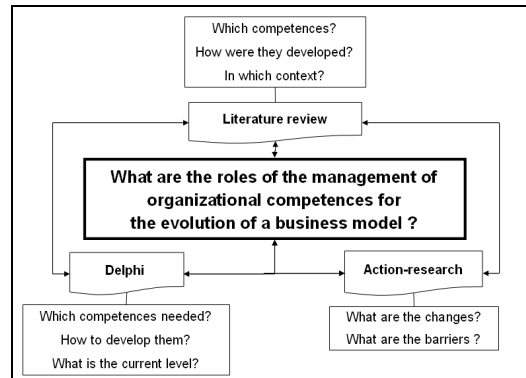 Which competences?
How were they developed?
In which context?
Literature review
What are the roles of the management of
organizational competences for
the evolution of a business model ?
Delphi
Action-research
Which competences needed?
How to develop them?
What is the current level?
What are the changes?
What are the barriers ?